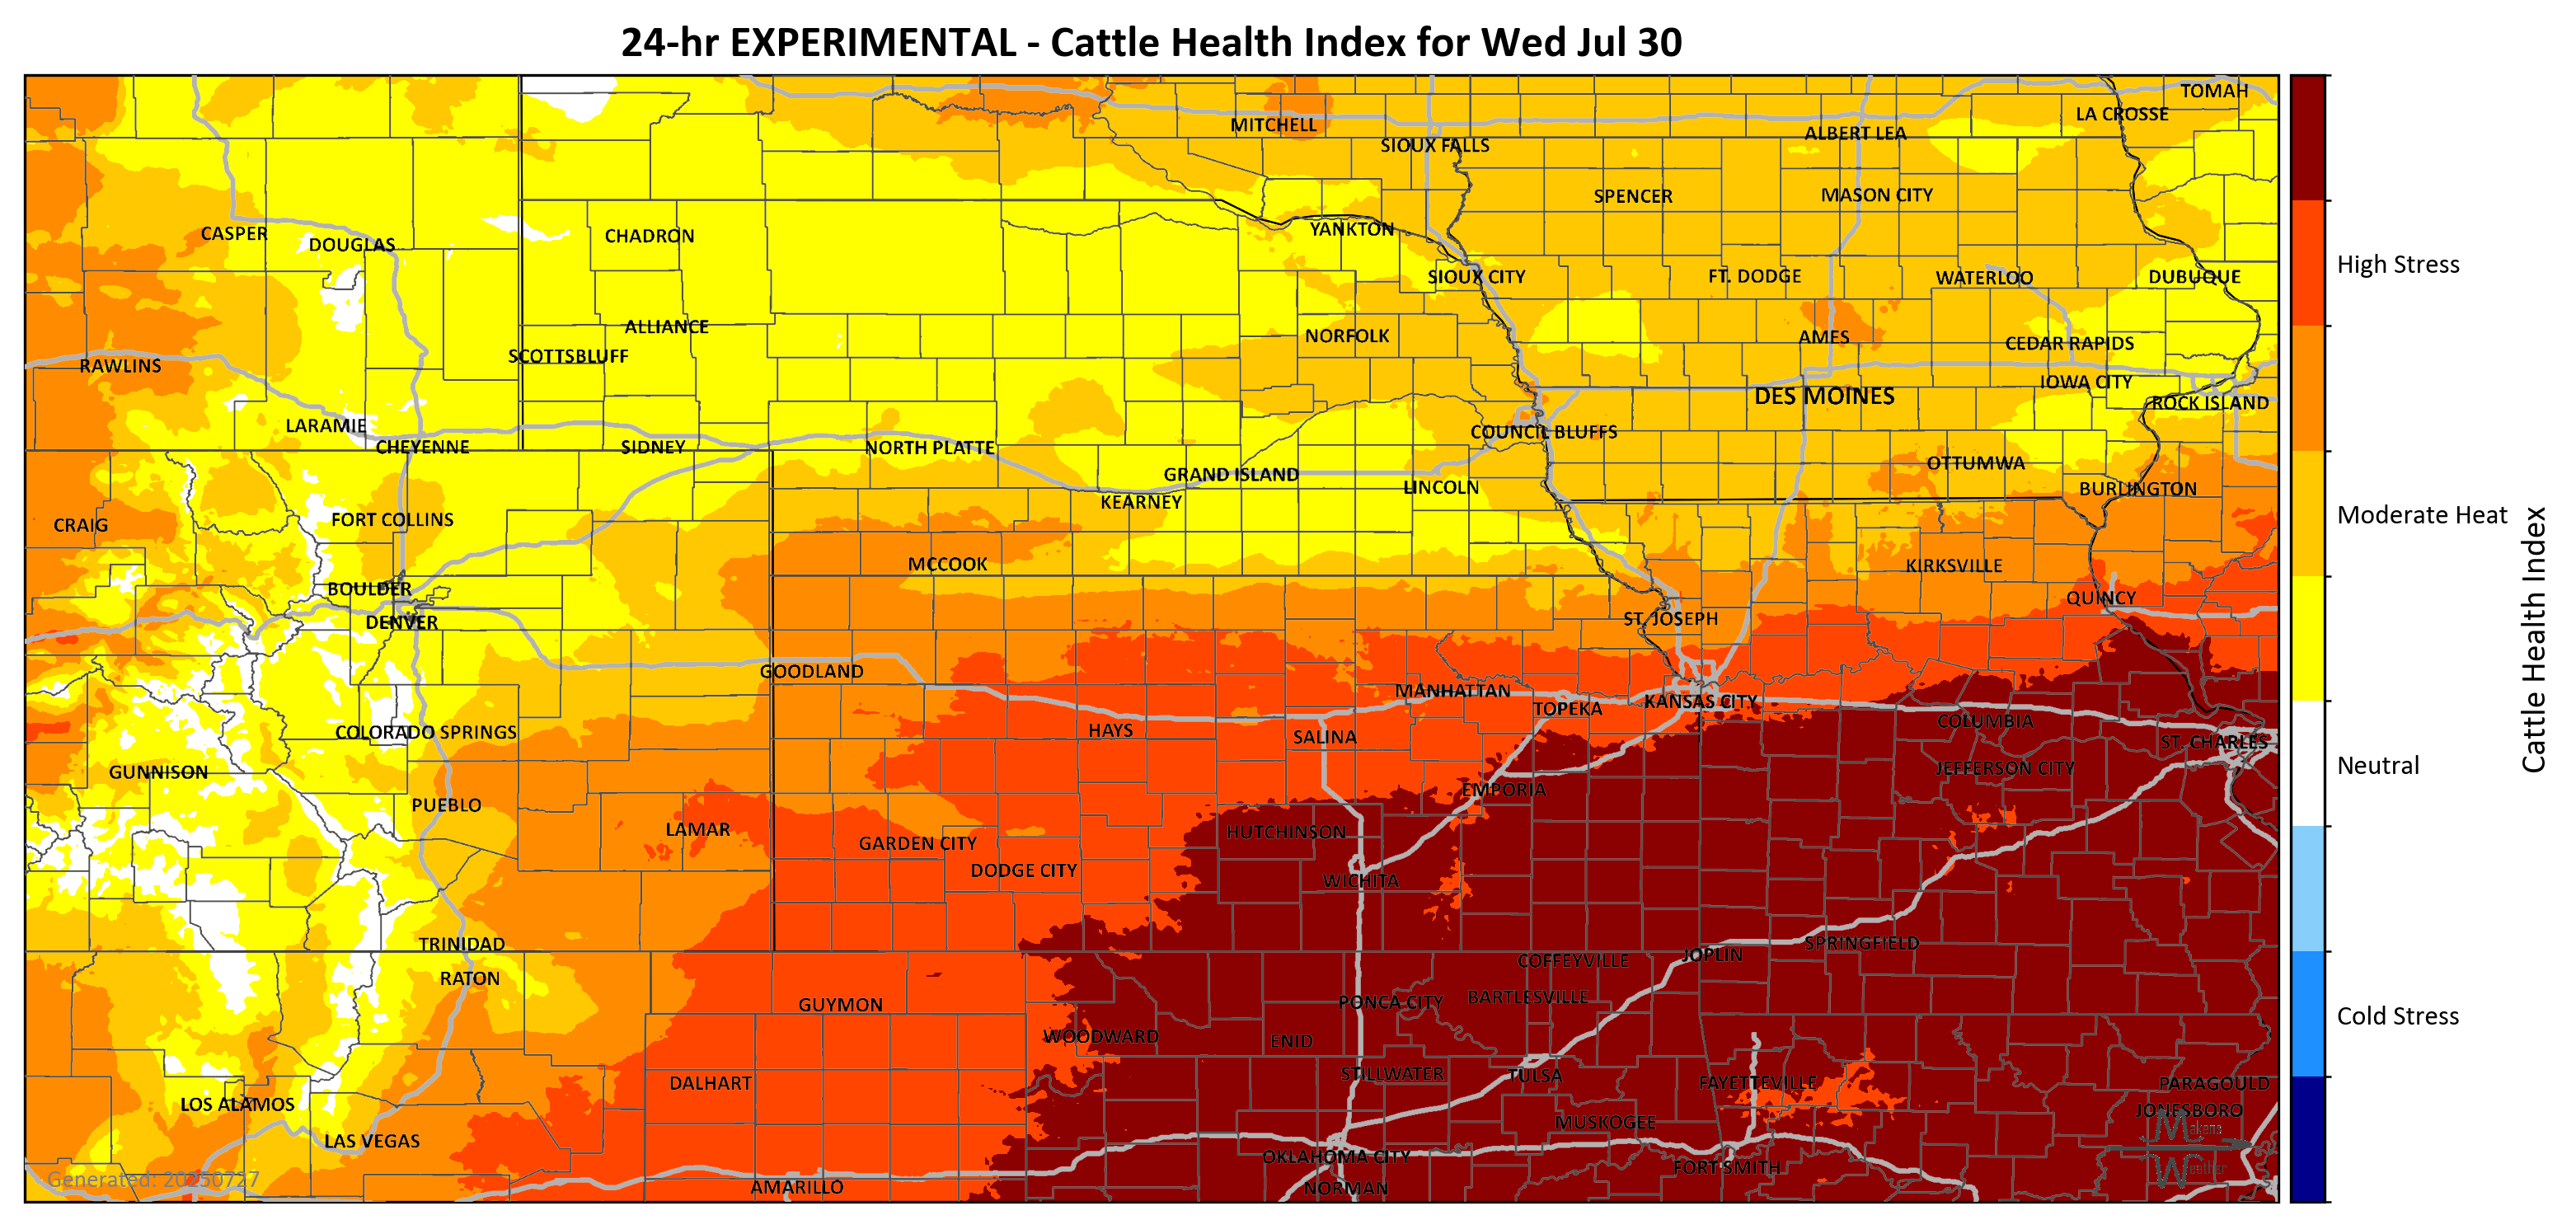 24-hr EXPERIMENTAL - Cattle Health Index for Wed Jul 30
TOMAH
LA CROSSE
MITCHELL
ALBERT LEA
SIOUX FALLS
SPENCER
MASON CITY
CASPER
DOUGLAS
CHADRON
YANKTON
SIOUX CITY
FT. DODGE
WATERLOO
DUBUQUE
High Stress
ALLIANCE
NORFOLK
AMES
CEDAR RAPIDS
SCOTTSBLUFF
RAWLINS
IOWA CITY
DES MOINES
ROCK ISLAND
LARAMIE
COUNCIL BLUFFS
CHEYENNE
SIDNEY
NORTH PLATTE
OTTUMWA
GRAND ISLAND
LINCOLN
BURLINGTON
KEARNEY
Moderate Heat
CRAIG
FORT COLLINS
MCCOOK
KIRKSVILLE
BOULDER
QUINCY
DENVER
ST. JOSEPH
Cattle Health Index
GOODLAND
MANHATTAN
KANSAS CITY
TOPEKA
COLUMBIA
COLORADO SPRINGS
HAYS
SALINA
ST. CHARLES
GUNNISON
JEFFERSON CITY
Neutral
EMPORIA
PUEBLO
LAMAR
HUTCHINSON
GARDEN CITY
DODGE CITY
WICHITA
TRINIDAD
SPRINGFIELD
JOPLIN
COFFEYVILLE
RATON
BARTLESVILLE
PONCA CITY
GUYMON
Cold Stress
WOODWARD
ENID
STILLWATER
TULSA
DALHART
FAYETTEVILLE
PARAGOULD
LOS ALAMOS
JONESBORO
MUSKOGEE
Makens
LAS VEGAS
OKLAHOMA CITY
FORT SMITH
Weather
Generated: 20250727
AMARILLO
NORMAN